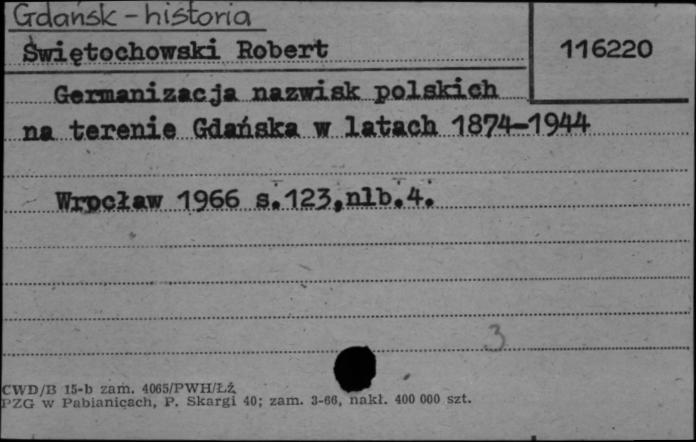 Gdańsk - historia
Świętochowski Robert
116220
Germanizacja nazwisk polskich
na terenie Gdańska w latach 1874-1944
Wrocław 1966 s.123,nlb.4.
3
CWD/B 15-b zam. 4065/PWH/ŁŻ
PZG w Pabianicach, P. Skargi 40; zam. 3-66, nakł. 400 000 szt.